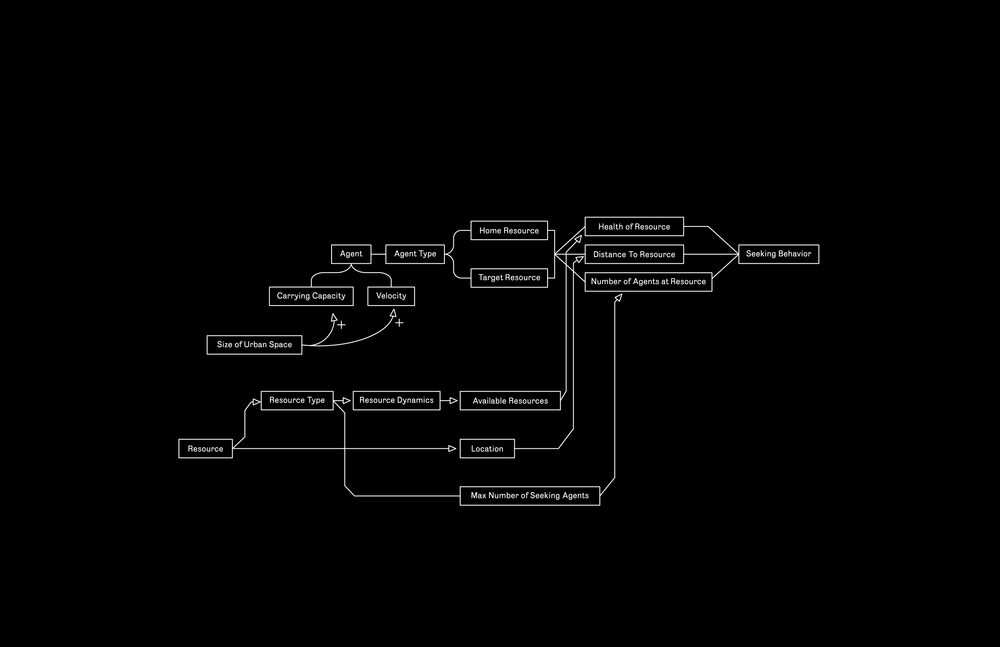 Health of Resource
Home Resource
Agent
Agent Type
Distance To Resource
Seeking Behavior
Target Resource
Number of Agents at Resource
Carrying Capacity
Velocity
+
+
Size of Urban Space
Resource Type
Resource Dynamics
Available Resources
Resource
Location
Max Number of Seeking Agents